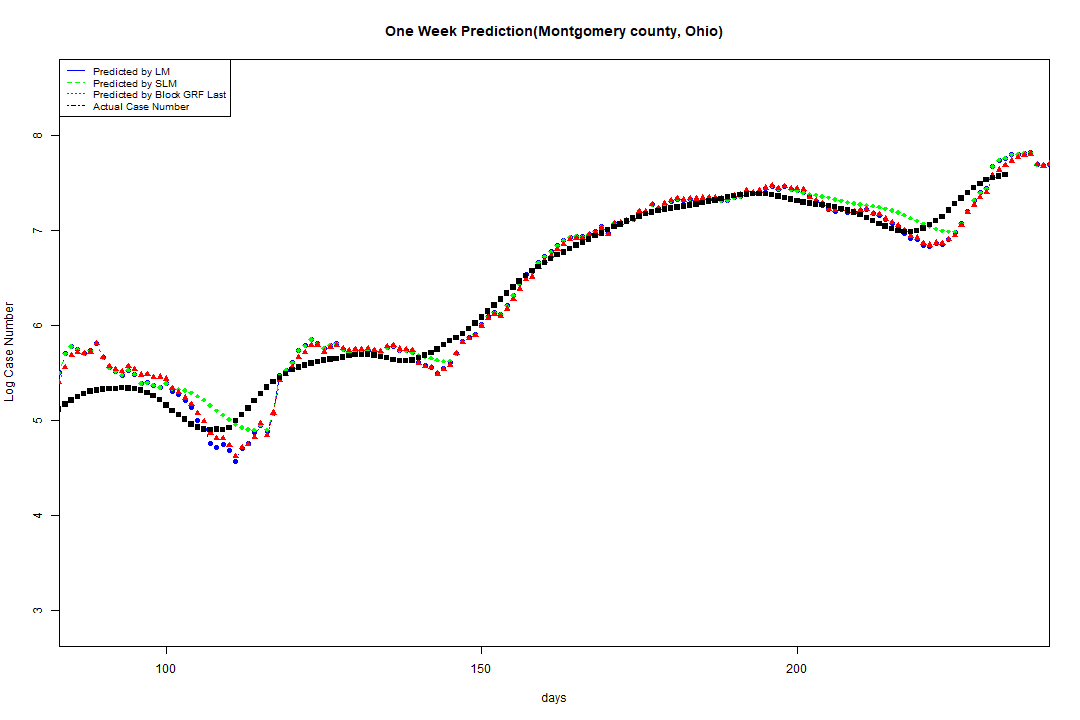 One Week Prediction(Montgomery county, Ohio)
Predicted by LM
Predicted by SLM
Predicted by Block GRF Last
Actual Case Number
8
7
6
5
4
3
Log Case Number
100 150 200
days